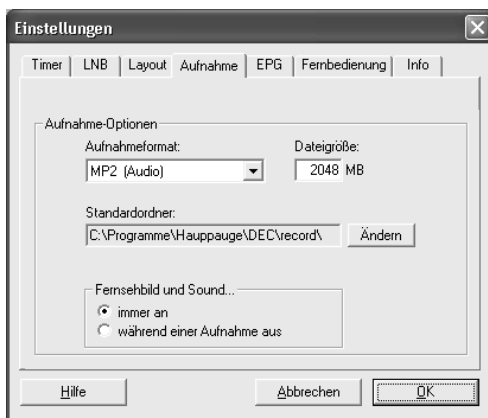 Einstellungen
Timer LNB Layout Aufnahme EPG Fernbedienung Info
Aufnahme-Optionen
Aufnahmeformat: Dateigröße:
MP2 (Audio) 2048 MB
Standardordner:
C:\Programme\Hauppauge\DEC\record\ Ändern
Fernsehbild und Sound...
immer an
während einer Aufnahme aus
Hilfe Abbrechen OK